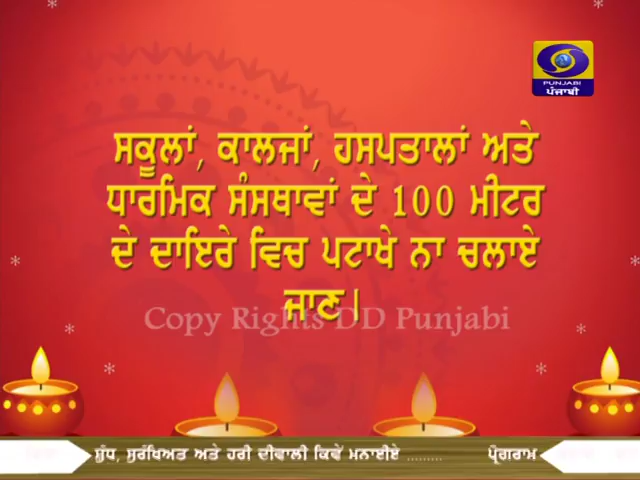 PUNJABI
ਪੰਜਾਬੀ
ਸਕੂਲਾਂ, ਕਾਲਜਾਂ, ਹਸਪਤਾਲਾਂ ਅਤੇ
ਧਾਰਮਿਕ ਸੰਸਥਾਵਾਂ ਦੇ 100 ਮੀਟਰ
ਦੇ ਦਾਇਰੇ ਵਿਚ ਪਟਾਖੇ ਨਾ ਚਲਾਏ
ਜਾਣ।
Copy Rights DD Punjabi
ਸ਼ੁੱਧ, ਸੁਰੱਖਿਅਤ ਅਤੇ ਹਰੀ ਦੀਵਾਲੀ ਕਿਵੇਂ ਮਨਾਈਏ ......... ਪ੍ਰੋਗਰਾਮ